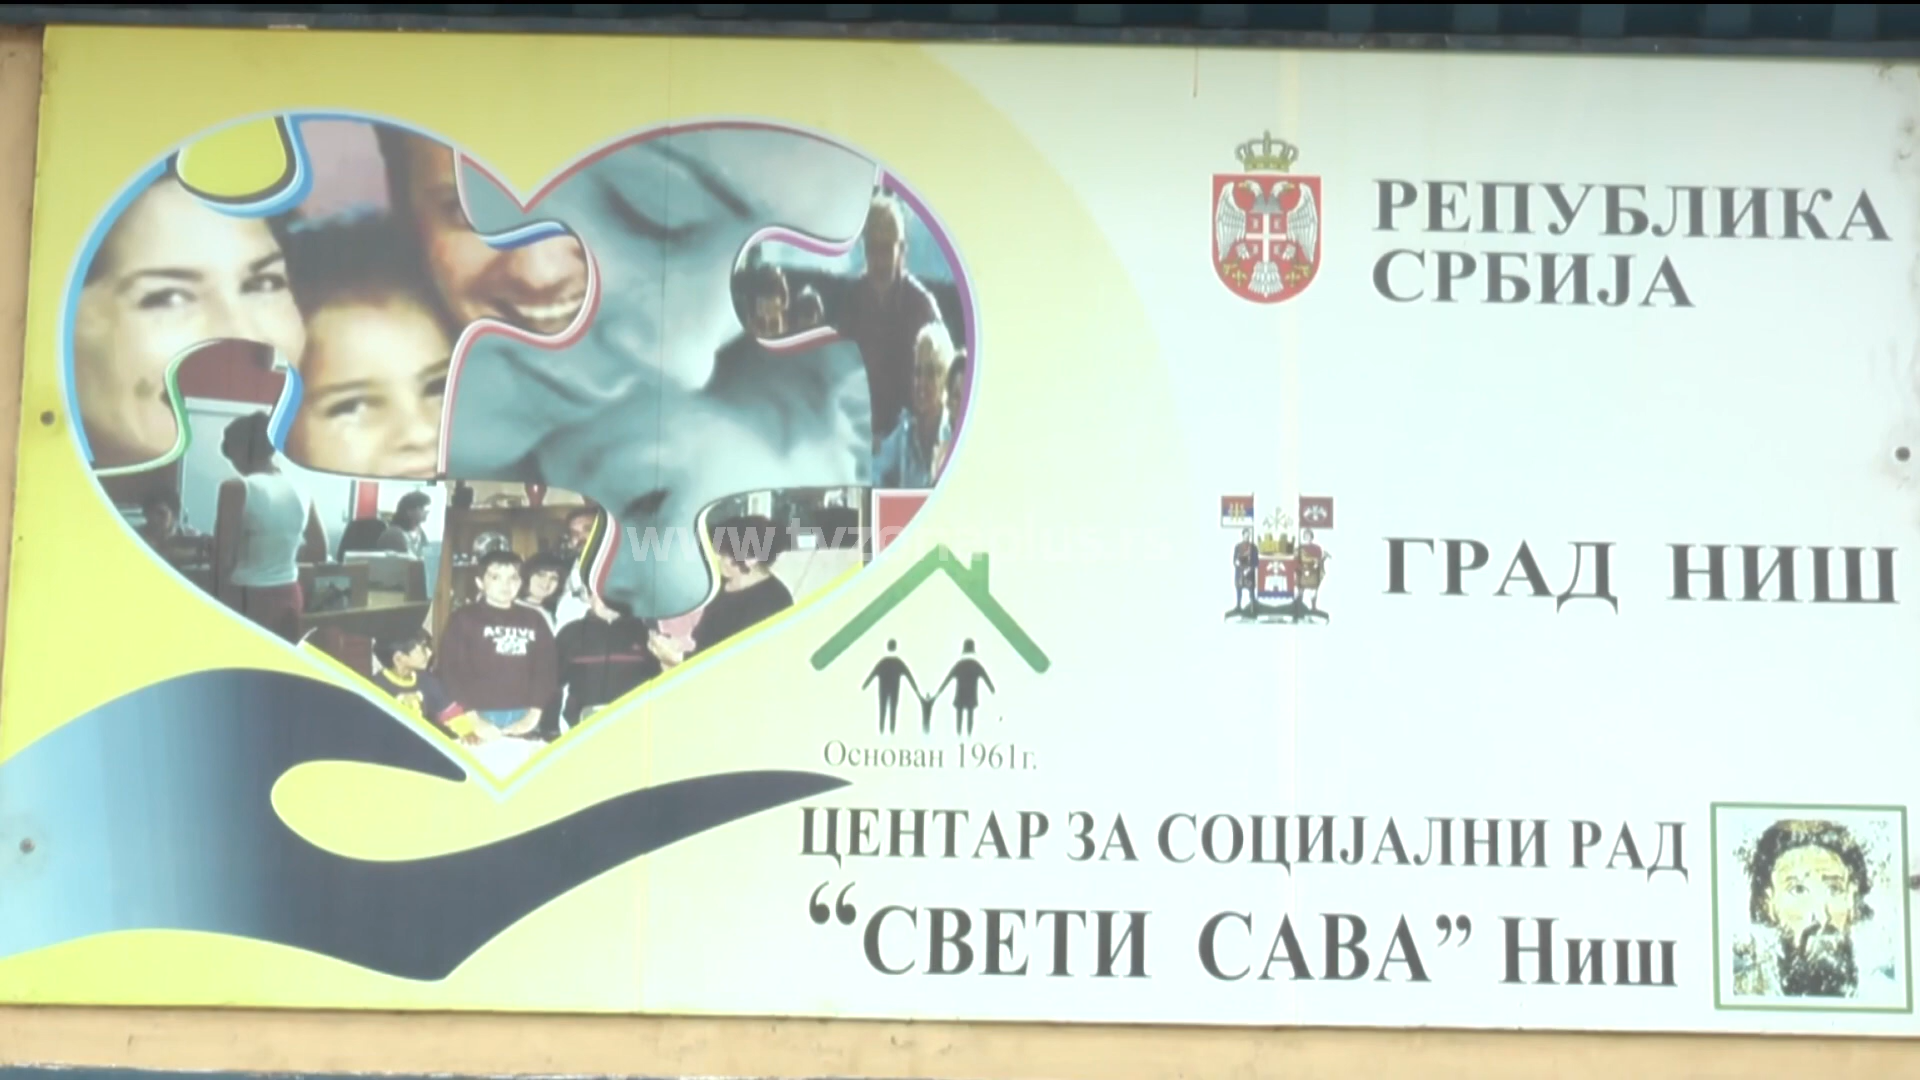 РЕПУБЛИКА
СРБИЈА
ГРАД НИШ
ACTIVE
Основан 1961г.
ЦЕНТАР ЗА СОЦИЈАЛНИ РАД
“СВЕТИ САВА” Ниш